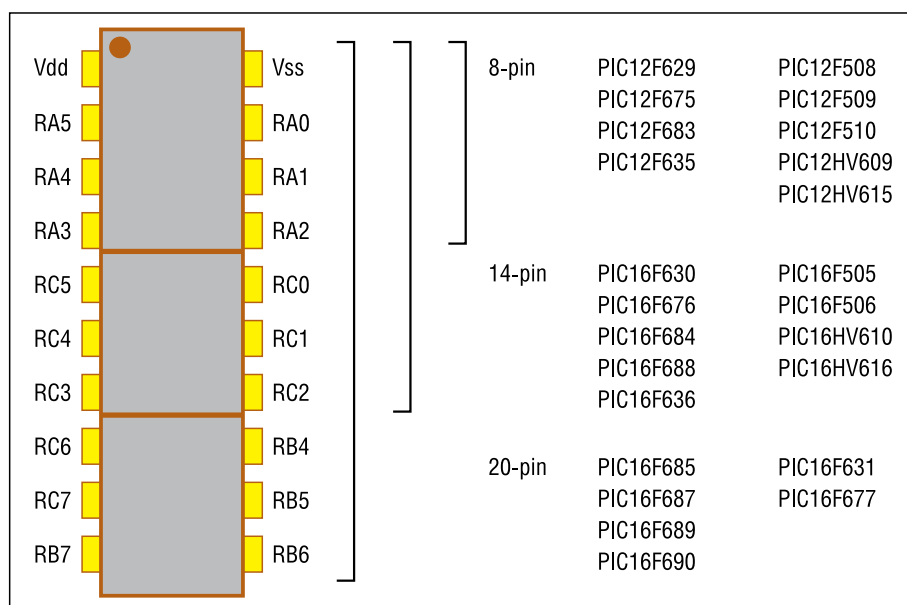 Vdd Vss 8-pin PIC12F629 PIC12F508
RA5 RA0 PIC12F675 PIC12F509
PIC12F683 PIC12F510
RA4 RA1 PIC12F635 PIC12HV609
PIC12HV615
RA3 RA2
RC5 RC0 14-pin PIC16F630 PIC16F505
PIC16F676 PIC16F506
RC4 RC1 PIC16F684 PIC16HV610
PIC16F688 PIC16HV616
RC3 RC2 PIC16F636
RC6 RB4
20-pin PIC16F685 PIC16F631
RC7 RB5 PIC16F687 PIC16F677
PIC16F689
RB7 RB6 PIC16F690